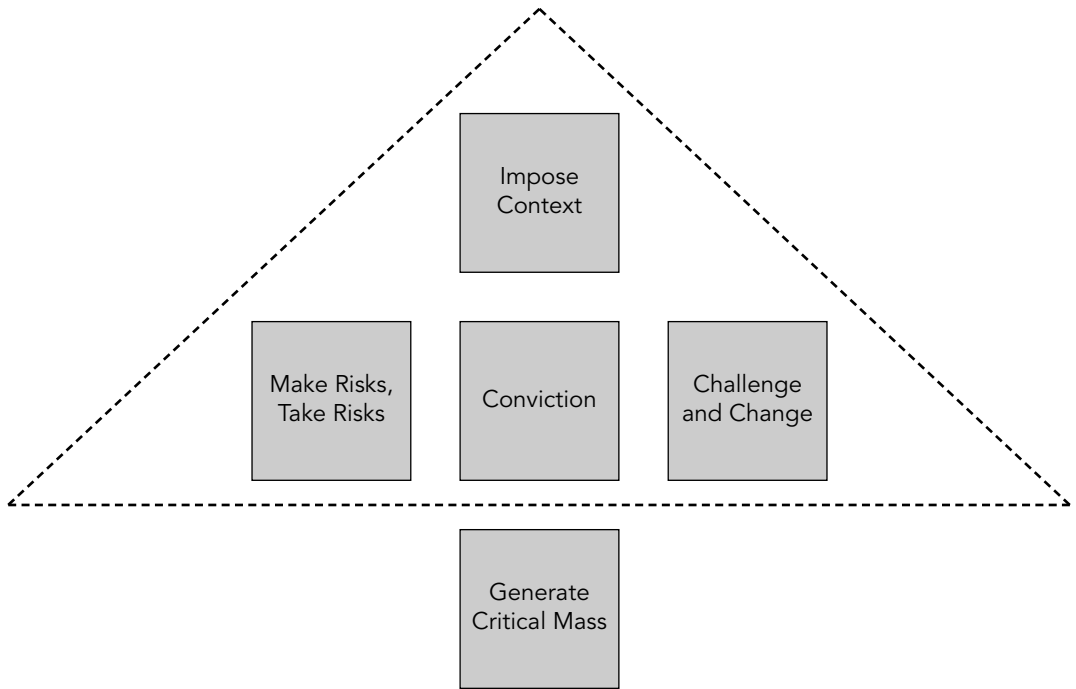 Impose
Context
Make Risks,
Take Risks
Conviction
Challenge
and Change
Generate
Critical Mass